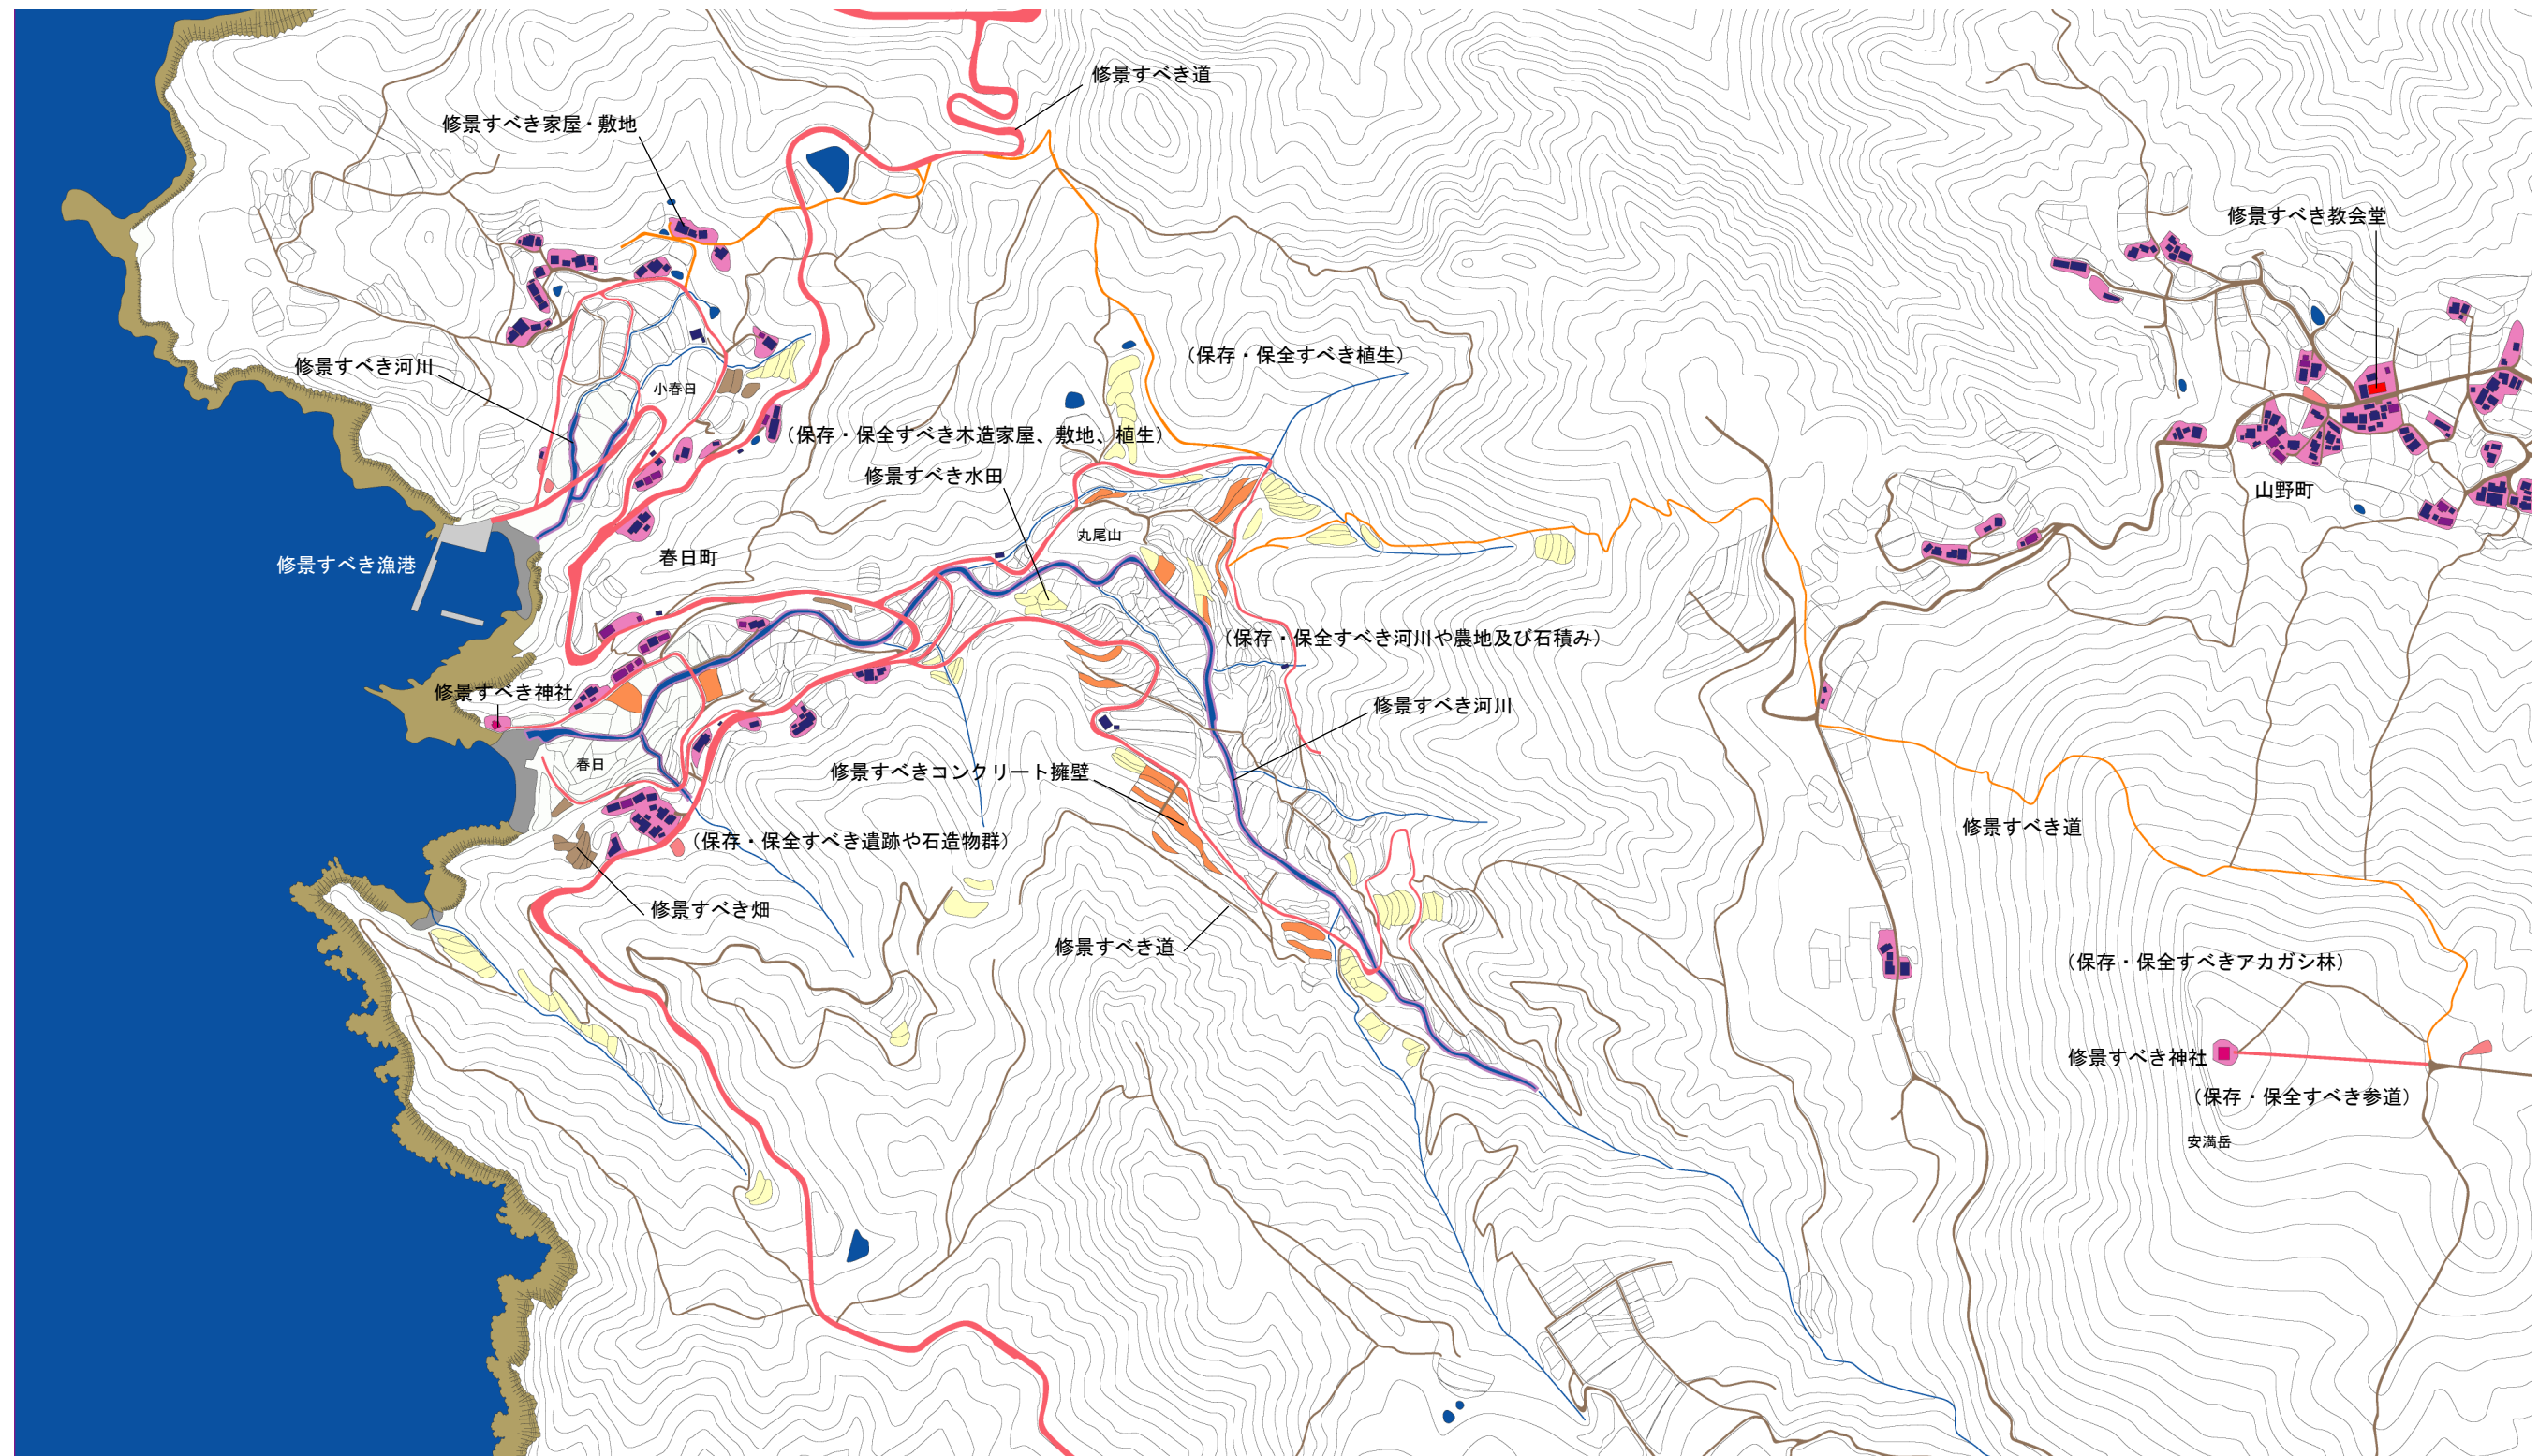 修景すべき道
修景すべき家屋・敷地
修景すべき教会堂
修景すべき河川
（保存・保全すべき植生）
小春日
（保存・保全すべき木造家屋、敷地、植生）
修景すべき水田
山野町
丸尾山
春日町
修景すべき漁港
（保存・保全すべき河川や農地及び石積み）
修景すべき神社
修景すべき河川
春日
修景すべきコンクリート擁壁
修景すべき道
（保存・保全すべき遺跡や石造物群）
修景すべき畑
修景すべき道
（保存・保全すべきアカガシ林）
修景すべき神社
（保存・保全すべき参道）
安満岳